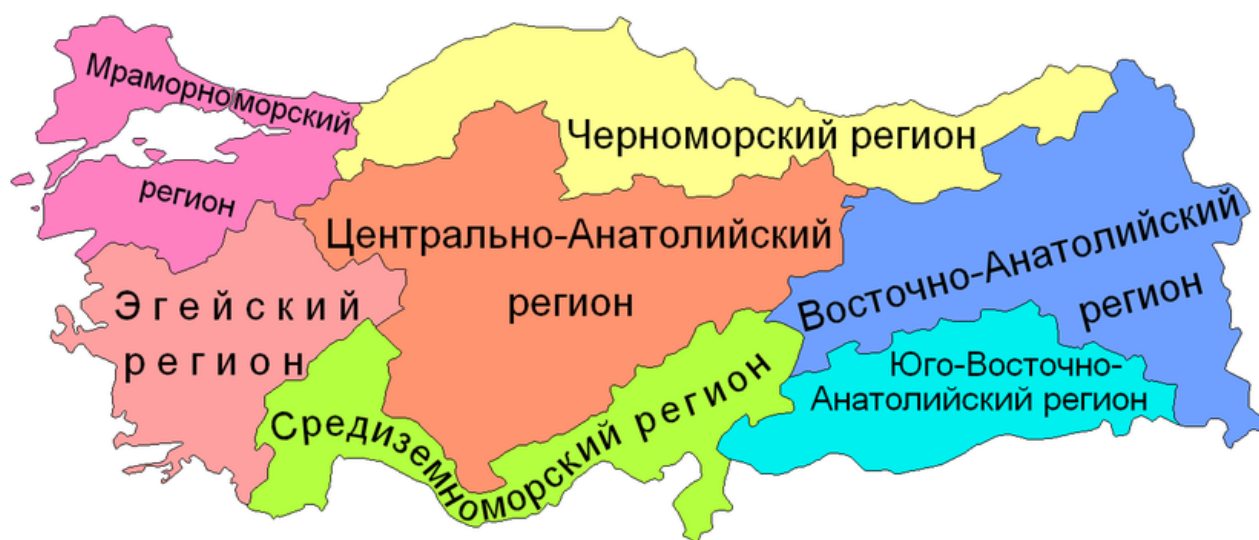 Мраморноморский
регион
Черноморский регион
Центрально-Анатолийский
регион
Восточно-Анатолийский
регион
Эгейский
регион
Юго-Восточно-
Анатолийский регион
Средиземноморский регион